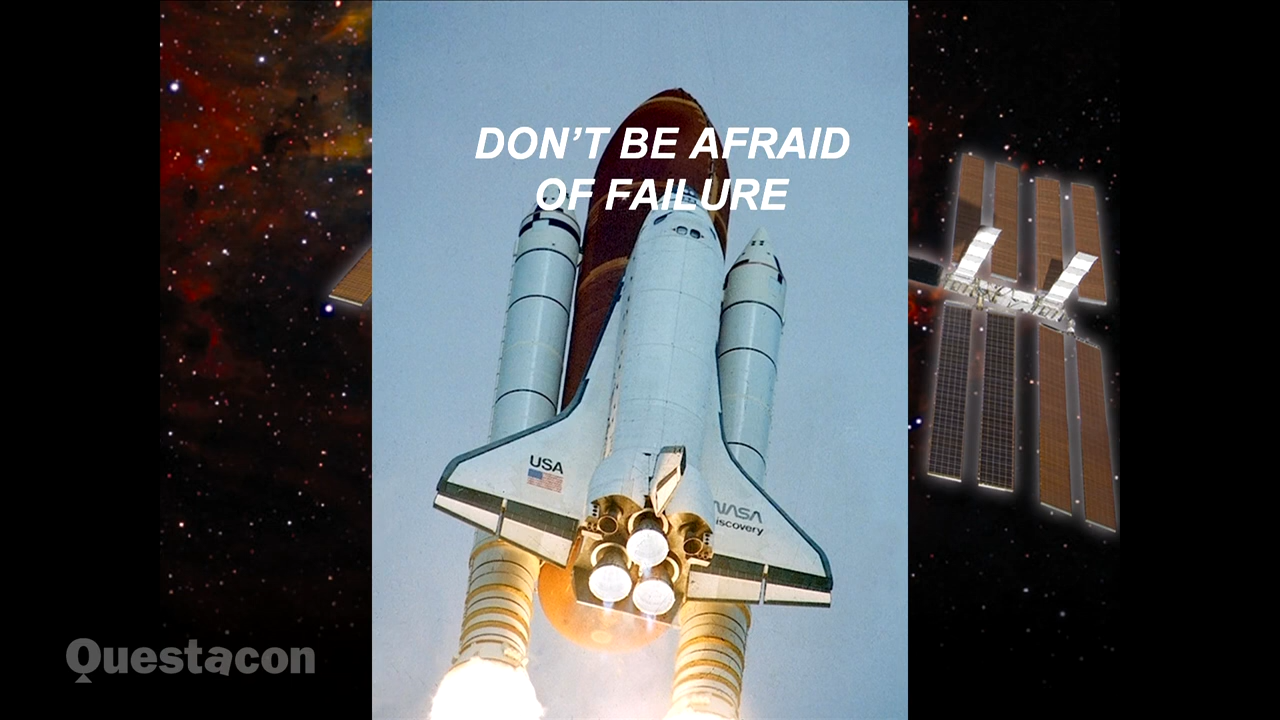 DON'T BE AFRAID
OF FAILURE
USA
NASA
iscovery
Questacon